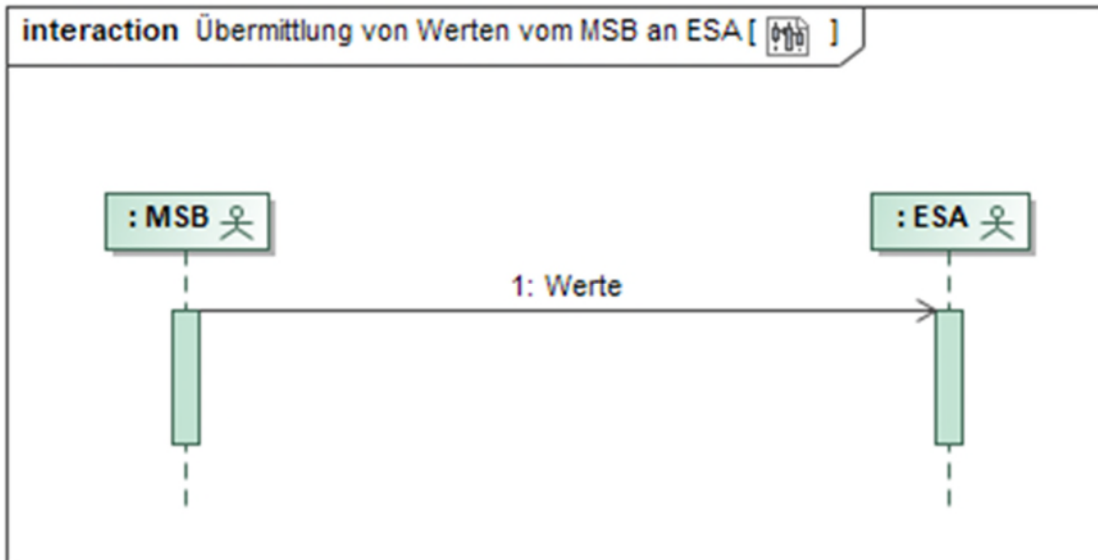 interaction Übermittlung von Werten vom MSB an ESA [ ]
: MSB
: ESA
1: Werte